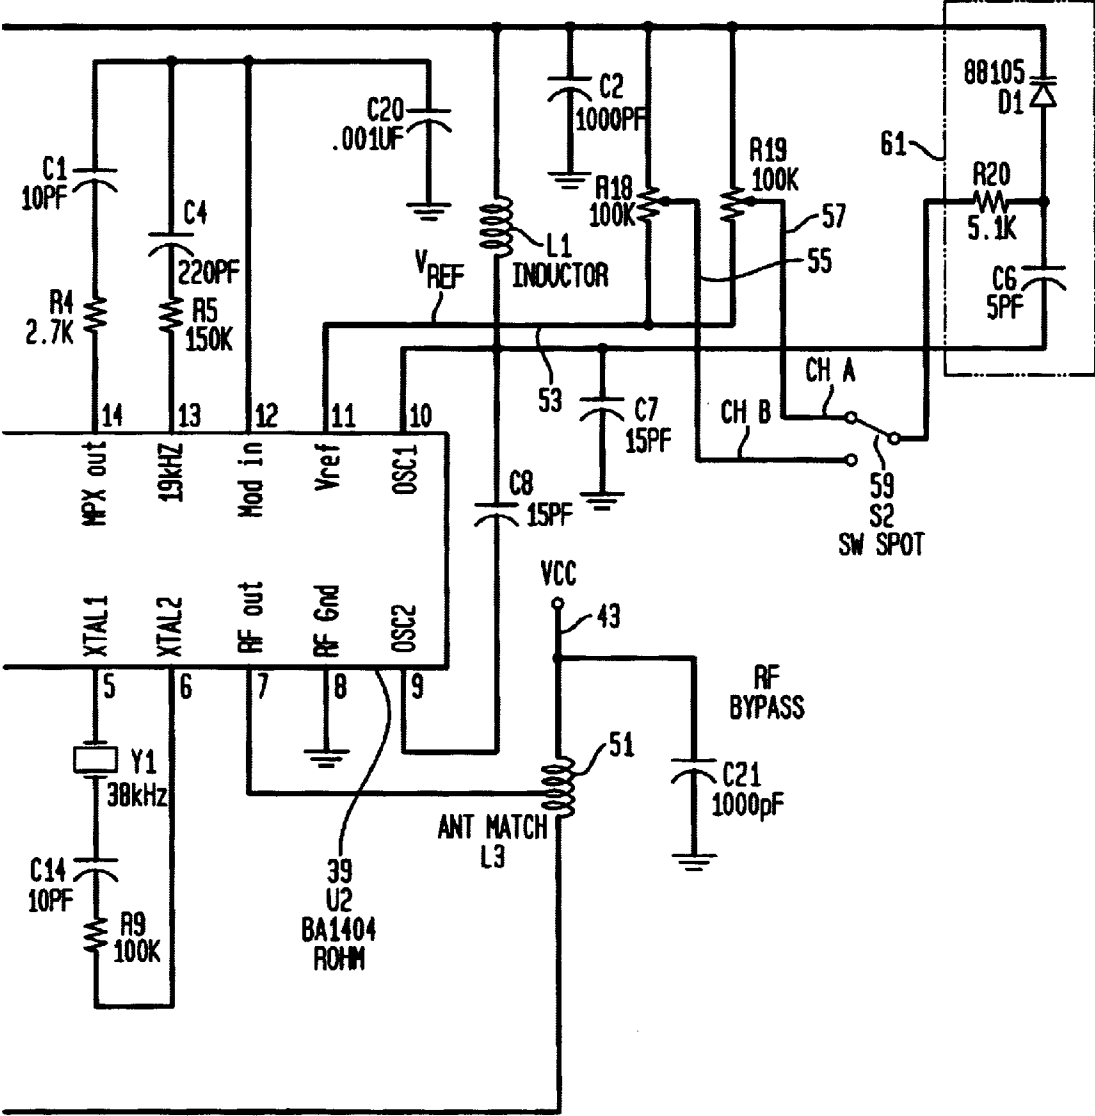 88105
D1
C20
.001UF
C2
1000PF
61
C1
10PF
R19
100K
R18
100K
R20
5.1K
C4
220PF
57
55
L1
INDUCTOR
VREF
C6
5PF
R4
2.7K
R5
150K
53
CH A
CH B
C7
15PF
14
13
12
11
10
MPX out
19kHZ
Mod in
Vref
OSC1
C8
15PF
59
S2
SW SPOT
VCC
43
XTAL1
XTAL2
RF out
RF Gnd
OSC2
5
6
7
8
9
RF
BYPASS
51
Y1
38kHz
C21
1000pF
ANT MATCH
L3
C14
10PF
39
U2
BA1404
ROHM
R9
100K